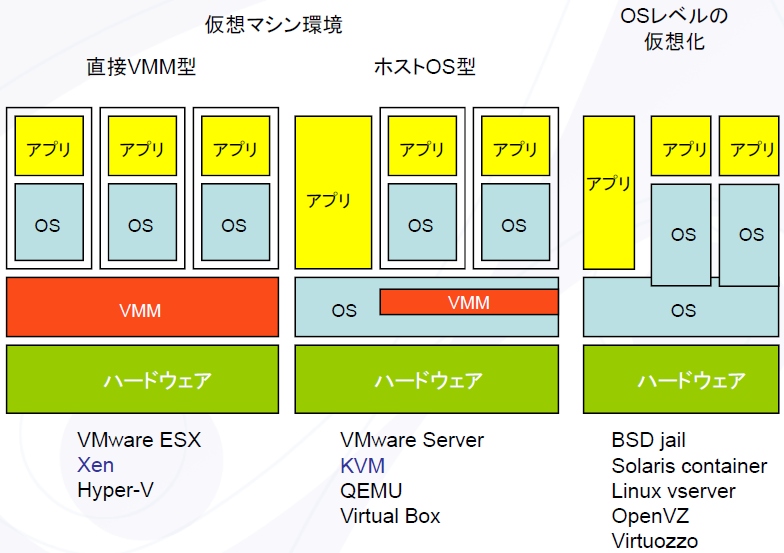 仮想マシン環境
直接VMM型
ホストOS型
OSレベルの
仮想化
アプリ
アプリ
アプリ
OS
OS
OS
VMM
ハードウェア
VMware ESX
Xen
Hyper-V
アプリ
アプリ
アプリ
OS
OS
OS
VMM
ハードウェア
VMware Server
KVM
QEMU
Virtual Box
アプリ
アプリ
アプリ
OS
OS
OS
ハードウェア
BSD jail
Solaris container
Linux vserver
OpenVZ
Virtuozzo